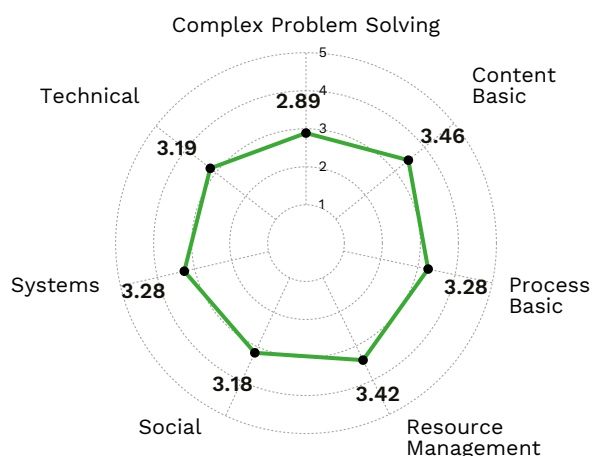 Complex Problem Solving
5
Content
Basic
Technical
4
2.89
3
3.46
3.19
2
1
Systems
3.28
3.28
Process
Basic
3.18
3.42
Social
Resource
Management